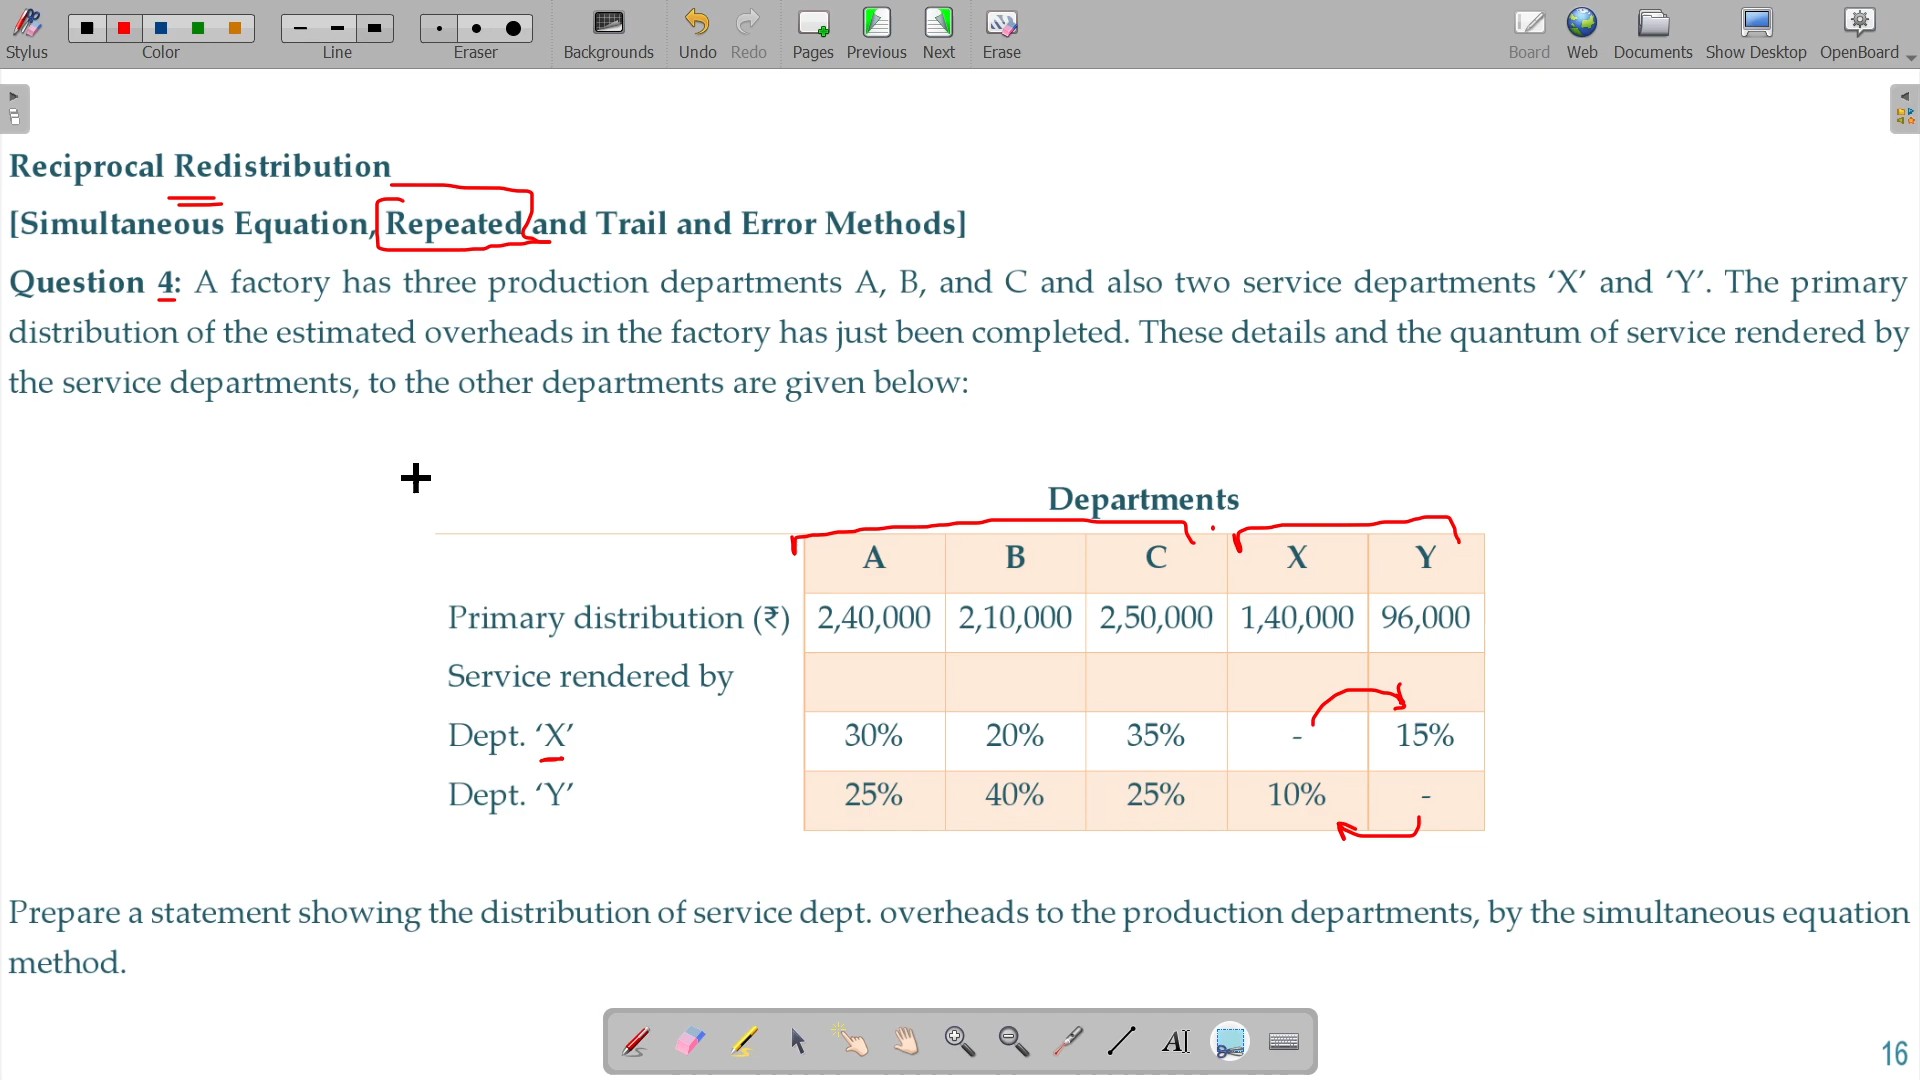 Stylus Color Line Eraser Backgrounds Undo Redo Pages Previous Next Erase Board Web Documents Show Desktop OpenBoard
Reciprocal Redistribution
[Simultaneous Equation, Repeated and Trail and Error Methods]
Question 4: A factory has three production departments A, B, and C and also two service departments ‘X’ and ‘Y’. The primary
distribution of the estimated overheads in the factory has just been completed. These details and the quantum of service rendered by
the service departments, to the other departments are given below:
Departments
A B C X Y
Primary distribution (₹) 2,40,000 2,10,000 2,50,000 1,40,000 96,000
Service rendered by
Dept. ‘X’ 30% 20% 35% - 15%
Dept. ‘Y’ 25% 40% 25% 10% -
Prepare a statement showing the distribution of service dept. overheads to the production departments, by the simultaneous equation
method.
AI
16